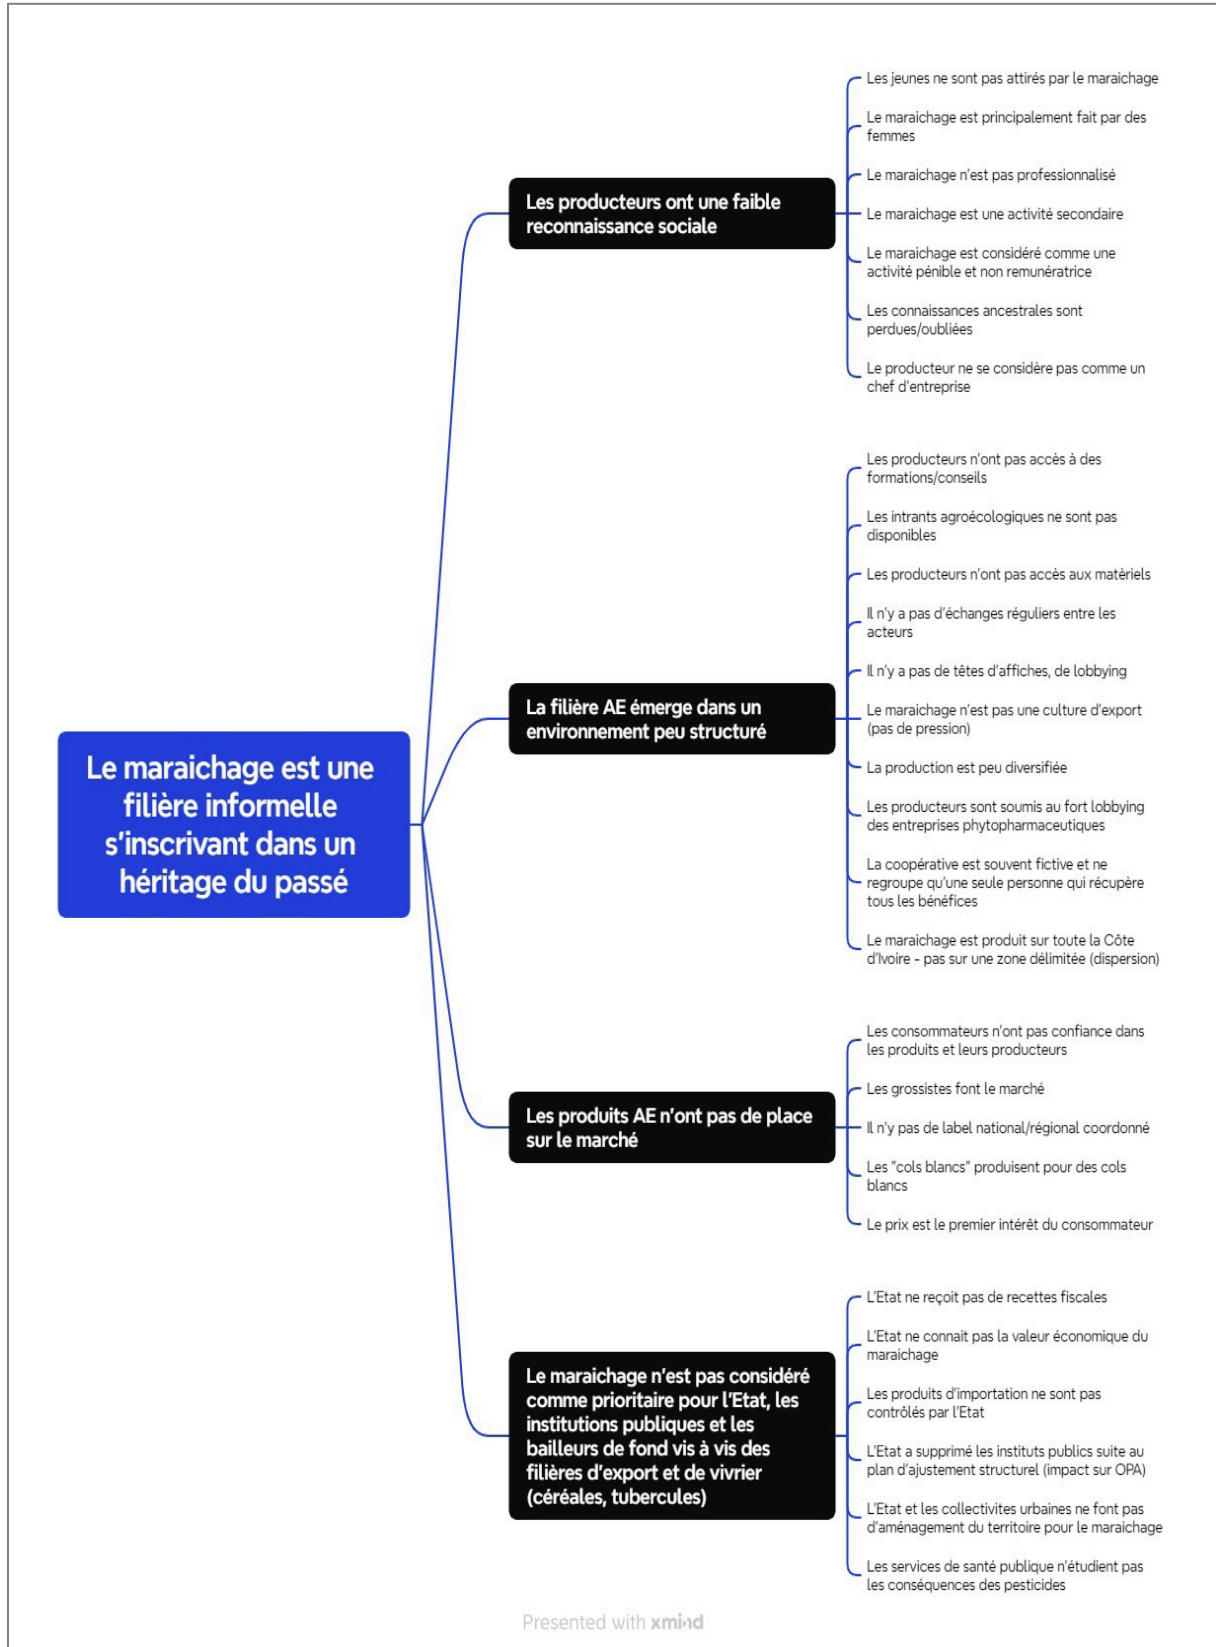 Le maraichage est une
filière informelle
s'inscrivant dans un
héritage du passé
Les producteurs ont une faible
reconnaissance sociale
Les jeunes ne sont pas attirés par le maraichage
Le maraichage est principalement fait par des
femmes
Le maraichage n'est pas professionnalisé
Le maraichage est une activité secondaire
Le maraichage est considéré comme une
activité pénible et non remunératrice
Les connaissances ancestrales sont
perdues/oubliées
Le producteur ne se considère pas comme un
chef d'entreprise
La filière AE émerge dans un
environnement peu structuré
Les producteurs n'ont pas accès à des
formations/conseils
Les intrants agroécologiques ne sont pas
disponibles
Les producteurs n'ont pas accès aux matèriels
Il n'y a pas d'échanges réguliers entre les
acteurs
Il n'y a pas de têtes d'affiches, de lobbying
Le maraichage n'est pas une culture d'export
(pas de pression)
La production est peu diversifiée
Les producteurs sont soumis au fort lobbying
des entreprises phytopharmaceutiques
La coopérative est souvent fictive et ne
regroupe qu'une seule personne qui récupère
tous les bénéfices
Le maraichage est produit sur toute la Côte
d'Ivoire - pas sur une zone délimitée (dispersion)
Les produits AE n'ont pas de place
sur le marché
Les consommateurs n'ont pas confiance dans
les produits et leurs producteurs
Les grossistes font le marché
Il n'y pas de label national/régional coordonné
Les "cols blancs" produisent pour des cols
blancs
Le prix est le premier intérêt du consommateur
Le maraichage n'est pas considéré
comme prioritaire pour l'Etat, les
institutions publiques et les
bailleurs de fond vis à vis des
filières d'export et de vivrier
(céréales, tubercules)
L'Etat ne reçoit pas de recettes fiscales
L'Etat ne connait pas la valeur économique du
maraichage
Les produits d'importation ne sont pas
contrôlés par l'Etat
L'Etat a supprimé les instituts publics suite au
plan d'ajustement structurel (impact sur OPA)
L'Etat et les collectivites urbaines ne font pas
d'aménagement du territoire pour le maraichage
Les services de santé publique n'étudient pas
les conséquences des pesticides
Presented with xmind